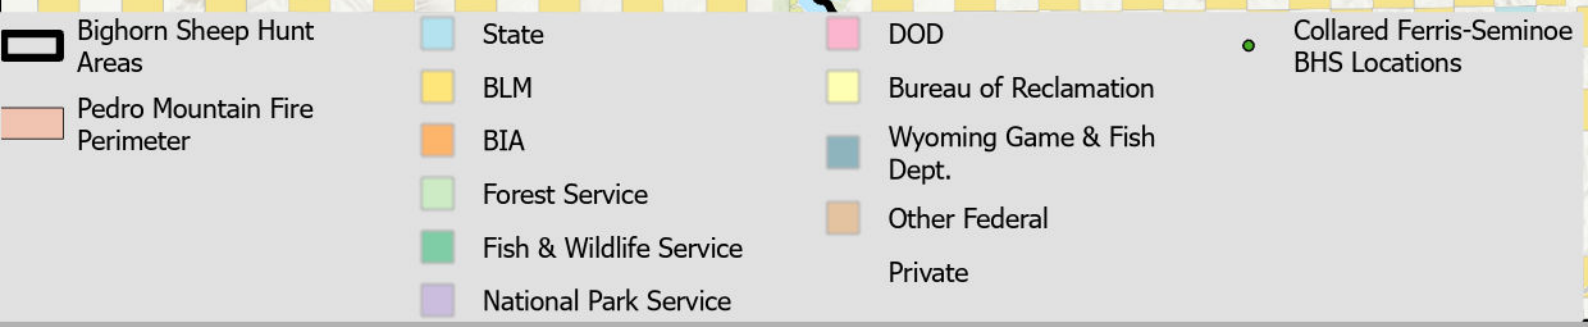 Bighorn Sheep Hunt
Areas
Pedro Mountain Fire
Perimeter
State
BLM
BIA
Forest Service
Fish & Wildlife Service
National Park Service
DOD
Bureau of Reclamation
Wyoming Game & Fish
Dept.
Other Federal
Private
Collared Ferris-Seminoe
BHS Locations